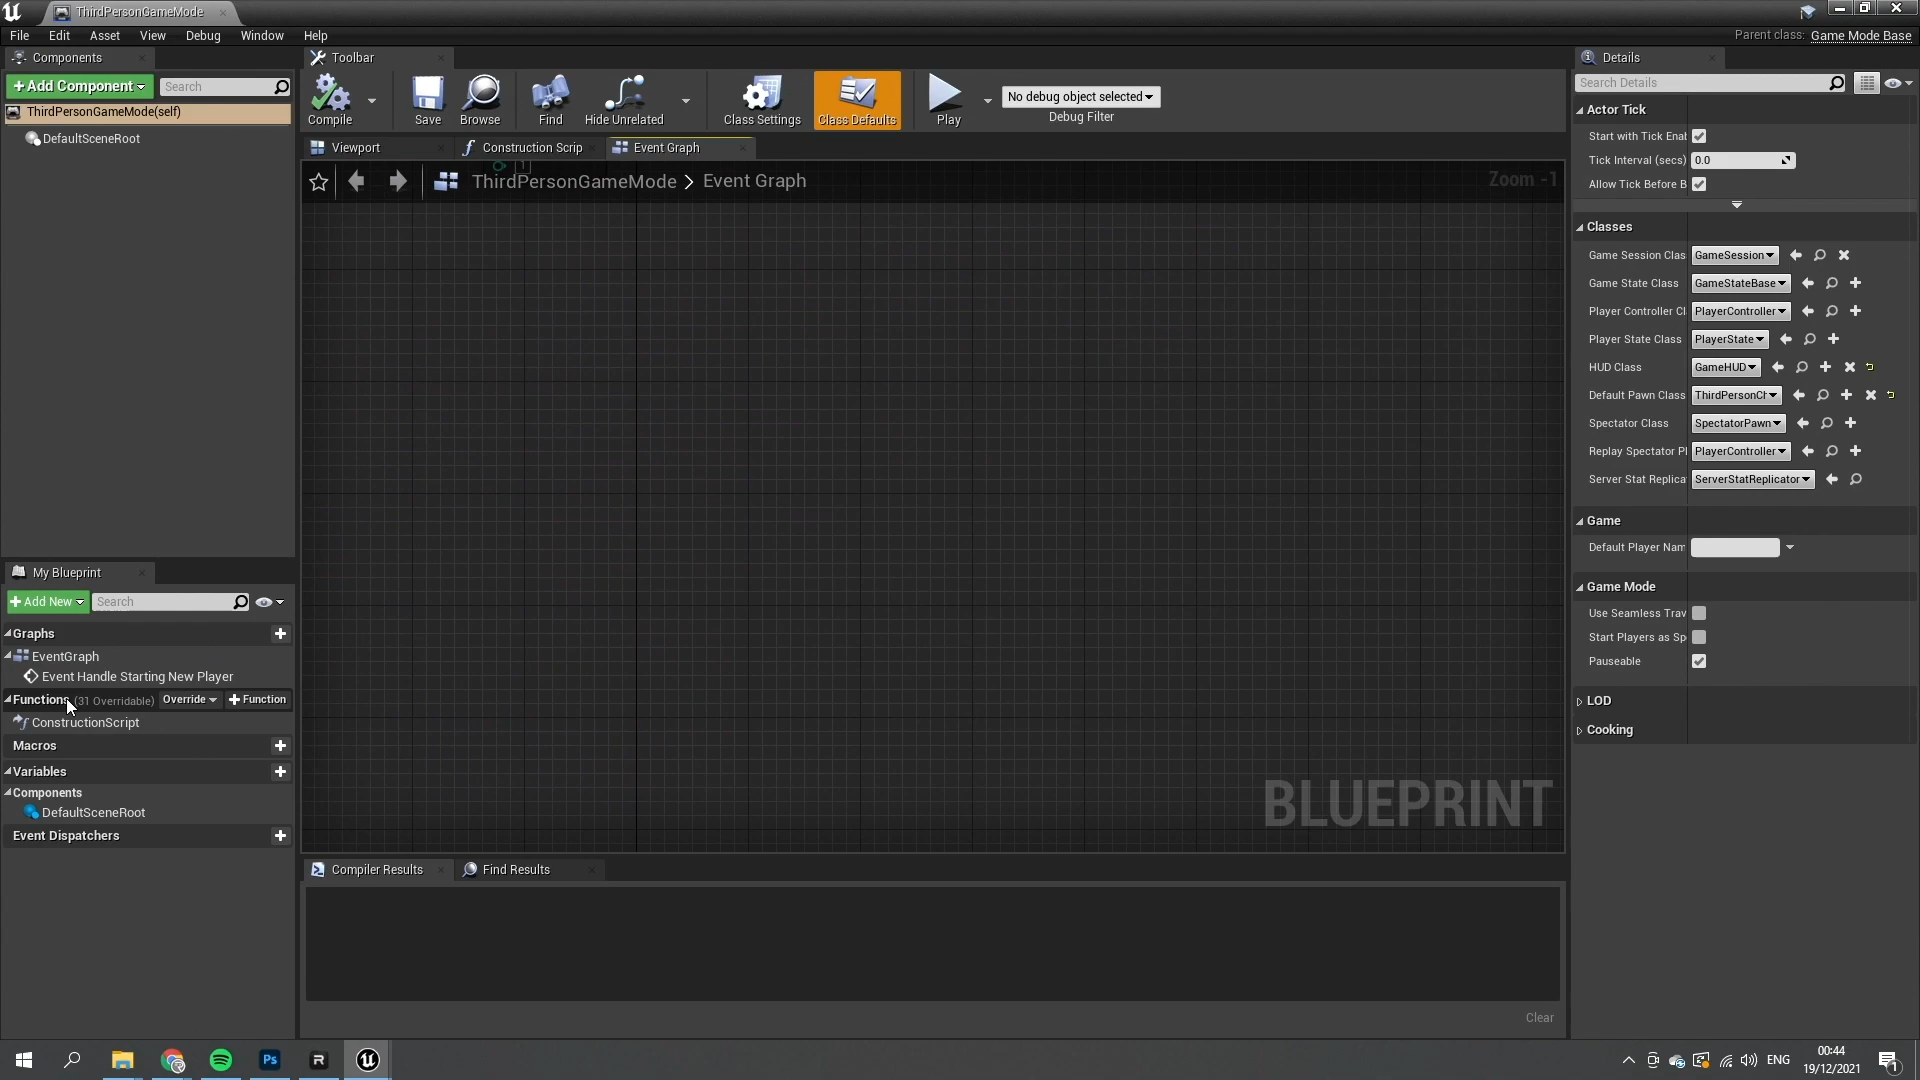 ThirdPersonGameMode
File Edit Asset View Debug Window Help
Parent class: Game Mode Base
Components
Toolbar
Details
Add Component
Search
Search Details
ThirdPersonGameMode(self)
DefaultSceneRoot
Compile
Save
Browse
Find
Hide Unrelated
Class Settings
Class Defaults
Play
No debug object selected
Debug Filter
Viewport
Construction Scrip
Event Graph
ThirdPersonGameMode > Event Graph
Zoom -1
1
BLUEPRINT
Actor Tick
Start with Tick Enal
Tick Interval (secs) 0.0
Allow Tick Before B
Classes
Game Session Clas GameSession
Game State Class GameStateBase
Player Controller Cl PlayerController
Player State Class PlayerState
HUD Class GameHUD
Default Pawn Class ThirdPersonCh
Spectator Class SpectatorPawn
Replay Spectator Pl PlayerController
Server Stat Replica ServerStatReplicator
Game
Default Player Nam
Game Mode
Use Seamless Trav
Start Players as Sp
Pauseable
LOD
Cooking
My Blueprint
Add New
Search
Graphs
EventGraph
Event Handle Starting New Player
Functions (31 Overridable) Override Function
ConstructionScript
Macros
Variables
Components
DefaultSceneRoot
Event Dispatchers
Compiler Results
Find Results
Clear
Ps
R
ENG
00:44
19/12/2021
1